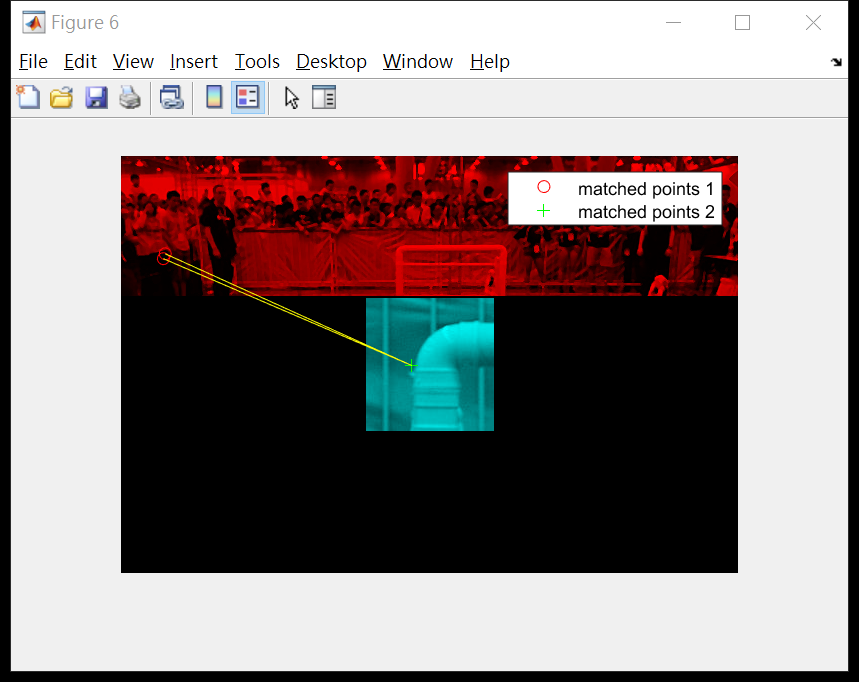 Figure 6
File Edit View Insert Tools Desktop Window Help
matched points 1
matched points 2